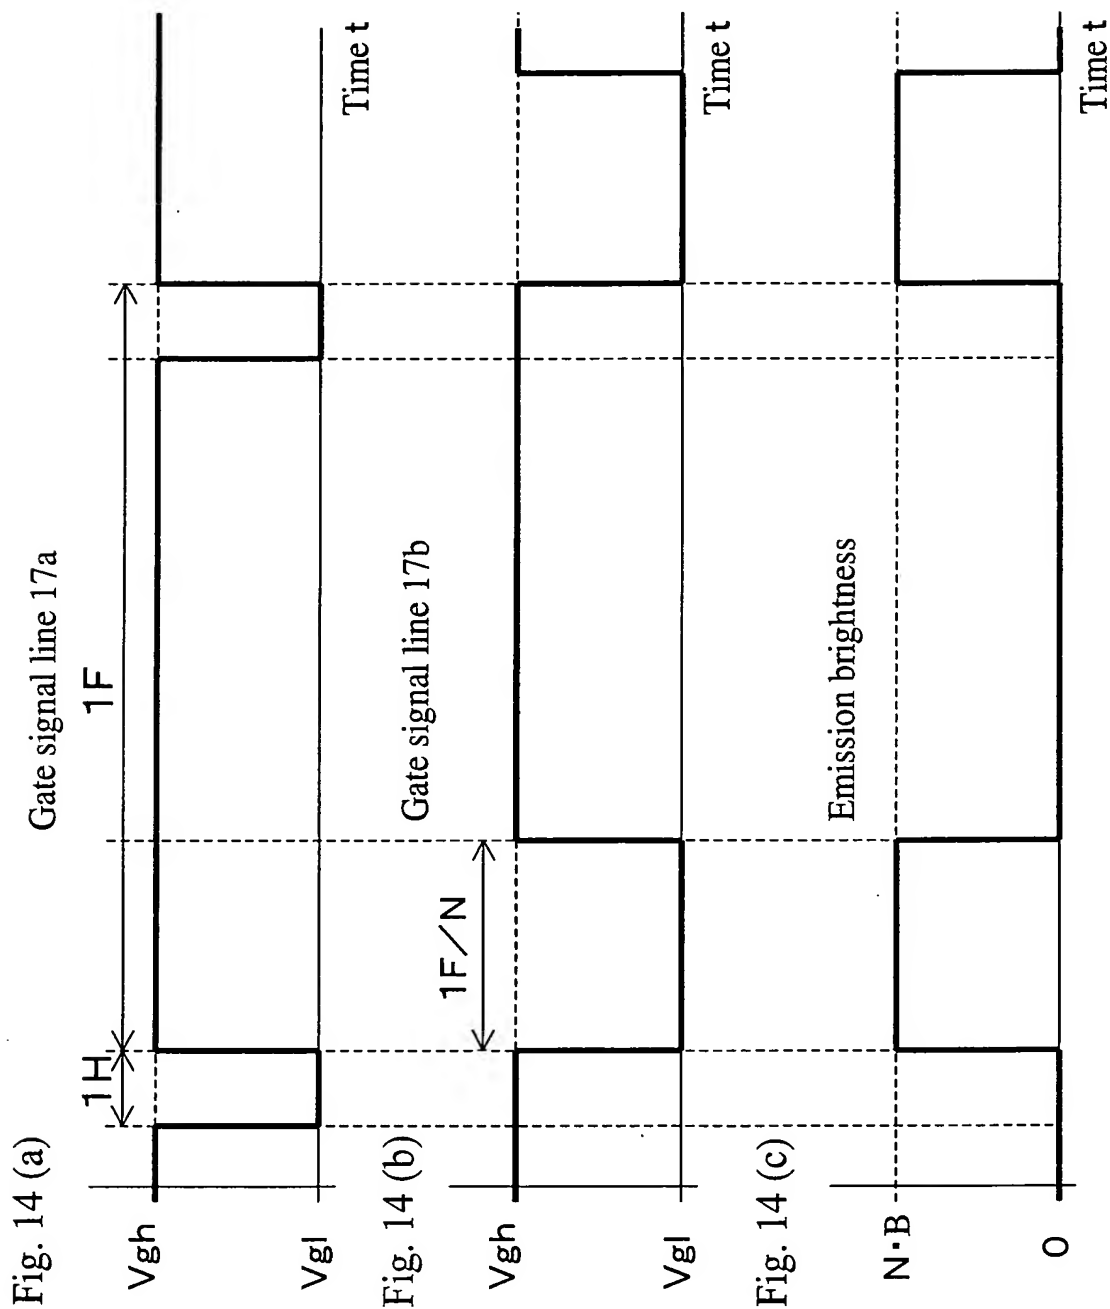 Fig. 14 (a)
Gate signal line 17a
1H
1F
Vgh
Vgl
Time t
Fig. 14 (b)
Gate signal line 17b
1F/N
Vgh
Vgl
Time t
Fig. 14 (c)
Emission brightness
N·B
0
Time t